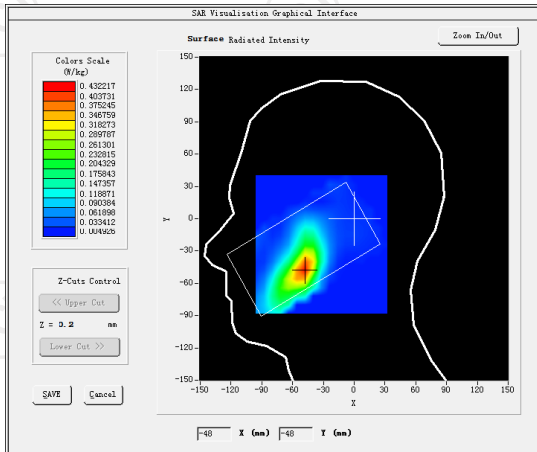 SAR Visualisation Graphical Interface
Surface Radiated Intensity
Zoom In/Out
Colors Scale
(W/kg)
0.432217
0.403731
0.375245
0.346759
0.318273
0.289787
0.261301
0.232815
0.204329
0.175843
0.147357
0.118871
0.090384
0.061898
0.033412
0.004926
Z-Cuts Control
<< Upper Cut
Z = 0.2 mm
Lower Cut >>
SAVE Cancel
150
120
90
60
30
0
-30
-60
-90
-120
-150
Y
-150 -120 -90 -60 -30 0 30 60 90 120 150
X
-48 X (mm) -48 Y (mm)